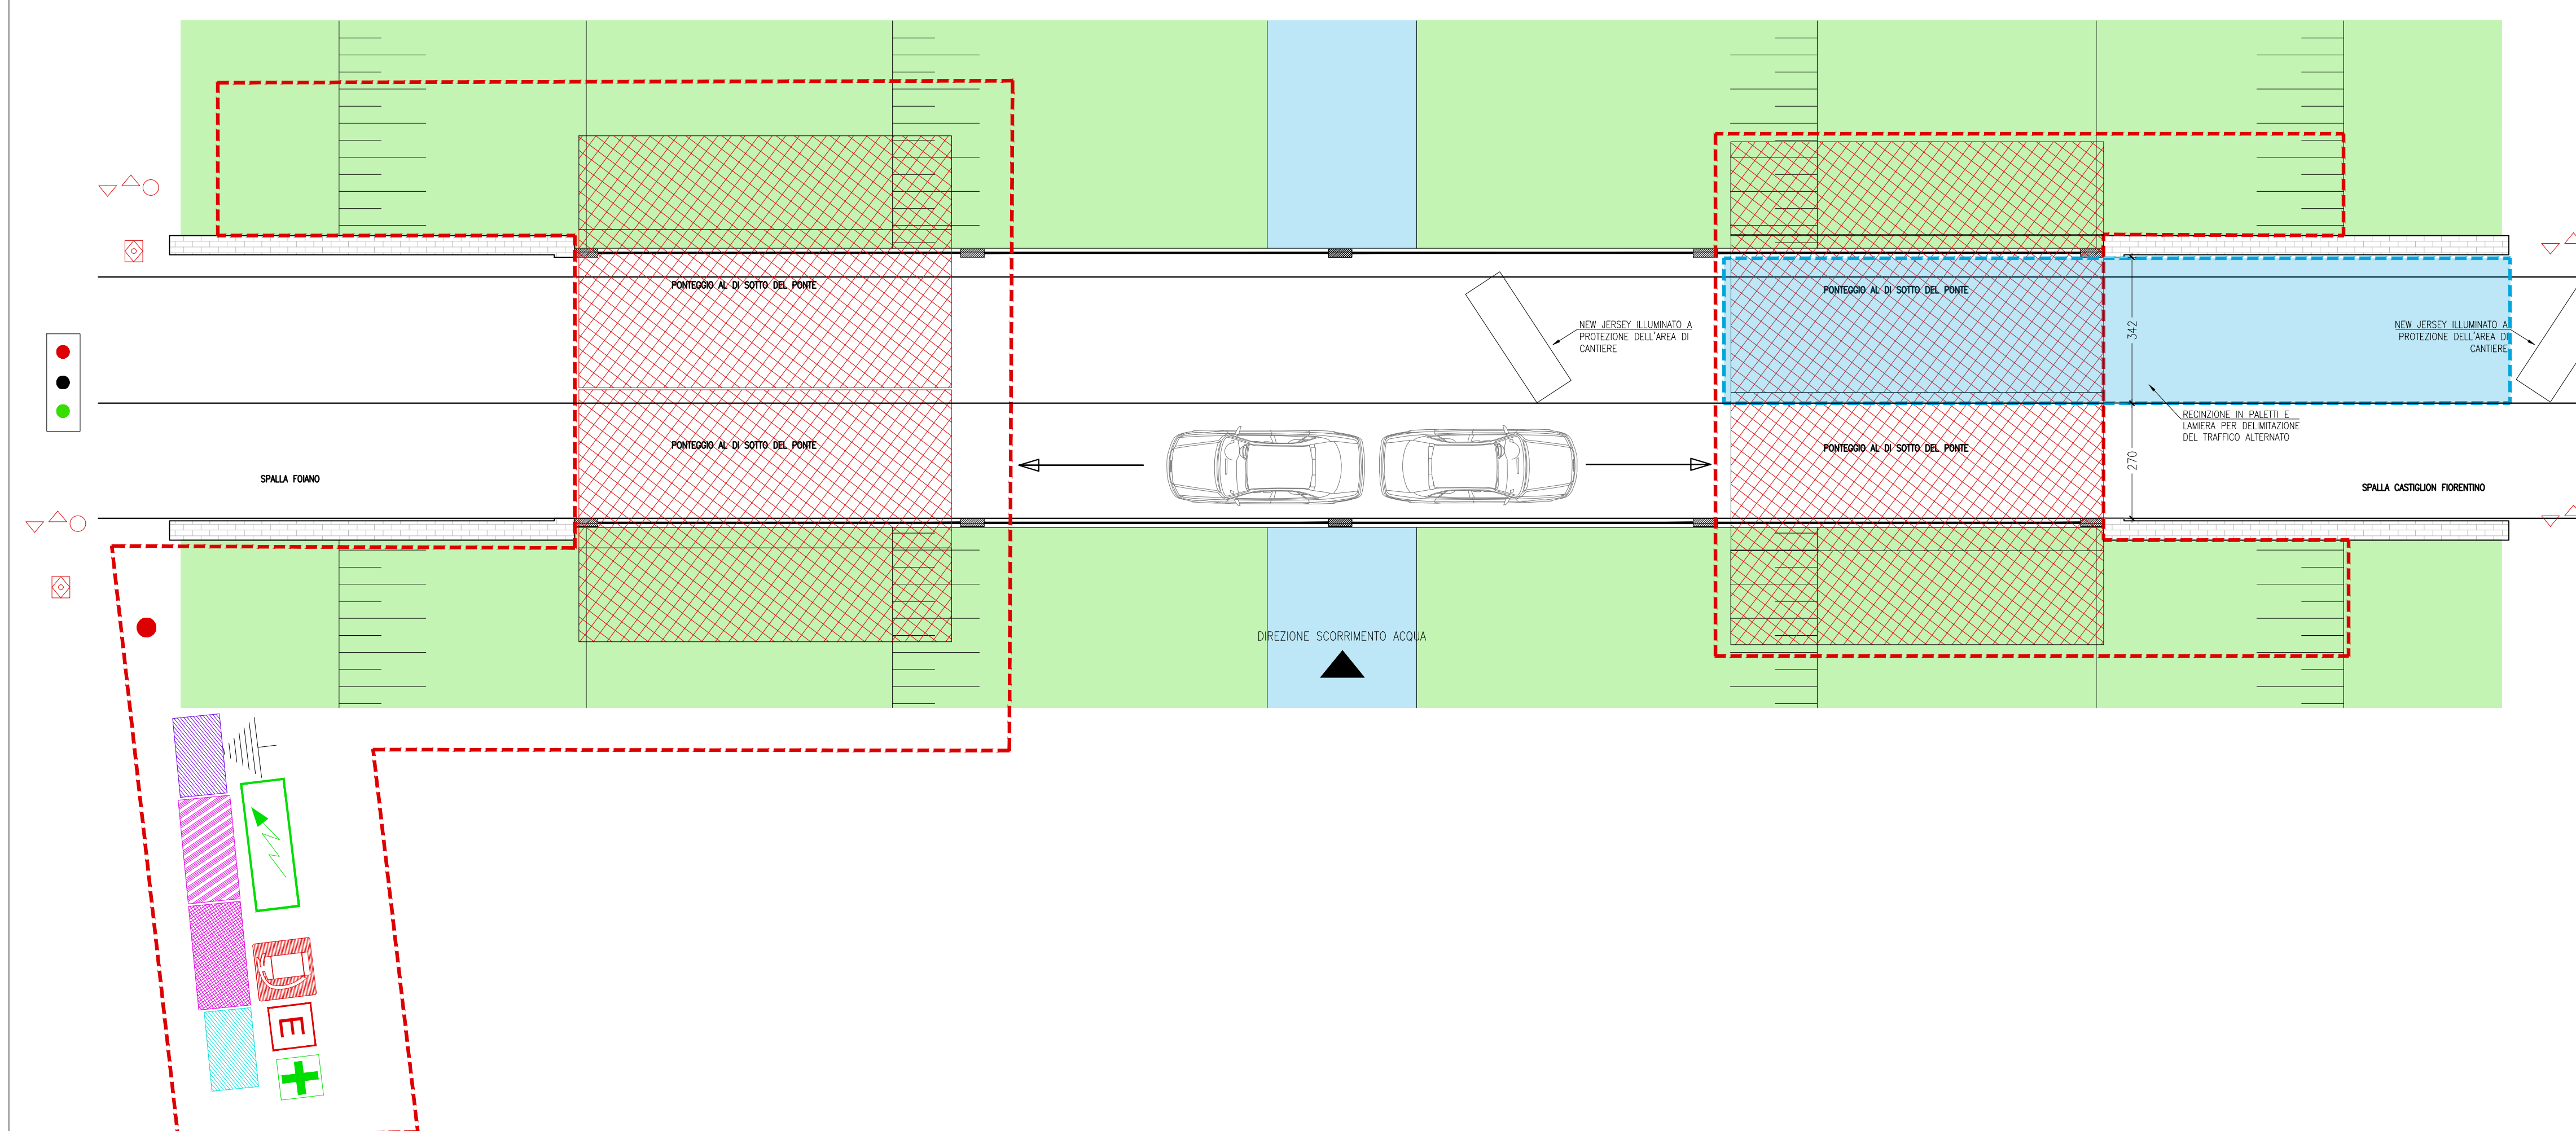 PONTEGGIO AL DI SOTTO DEL PONTE
PONTEGGIO AL DI SOTTO DEL PONTE
NEW JERSEY ILLUMINATO A
PROTEZIONE DELL'AREA DI
CANTIERE
342
NEW JERSEY ILLUMINATO A
PROTEZIONE DELL'AREA DI
CANTIERE
RECINZIONE IN PALETTI E
LAMIERA PER DELIMITAZIONE
DEL TRAFFICO ALTERNATO
PONTEGGIO AL DI SOTTO DEL PONTE
PONTEGGIO AL DI SOTTO DEL PONTE
270
SPALLA FOIANO
SPALLA CASTIGLION FIORENTINO
DIREZIONE SCORRIMENTO ACQUA
E